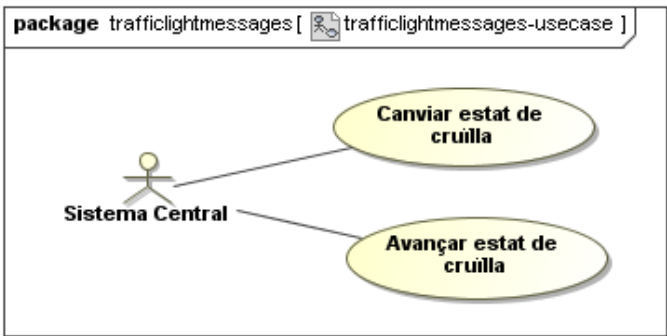 package trafficlightmessages [ trafficlightmessages-usecase ]
Canviar estat de
cruïlla
Sistema Central
Avançar estat de
cruïlla